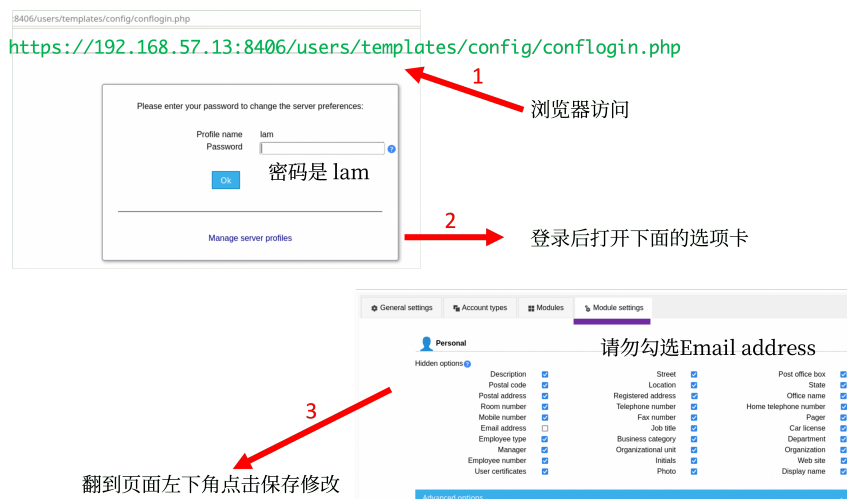 :8406/users/templates/config/conflogin.php
https://192.168.57.13:8406/users/templates/config/conflogin.php
1
浏览器访问
Please enter your password to change the server preferences:
Profile name lam
Password
密码是 lam
Ok
2
Manage server profiles
登录后打开下面的选项卡
General settings Account types Modules Module settings
Personal
请勿勾选Email address
Hidden options
Description Street Post office box
Postal code Location State
Postal address Registered address Office name
Room number Telephone number Home telephone number
Mobile number Fax number Pager
Email address Job title Car license
Employee type Business category Department
Manager Organizational unit Organization
Employee number Initials Web site
User certificates Photo Display name
3
翻到页面左下角点击保存修改
Advanced options